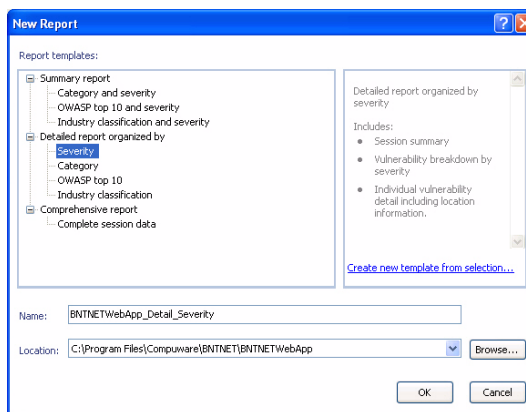 New Report
Report templates:
Summary report
Category and severity
OWASP top 10 and severity
Industry classification and severity
Detailed report organized by
Severity
Category
OWASP top 10
Industry classification
Comprehensive report
Complete session data
Detailed report organized by
severity
Includes:
• Session summary
• Vulnerability breakdown by
severity
• Individual vulnerability
detail including location
information.
Create new template from selection...
Name: BNTNETWebApp_Detail_Severity
Location: C:\Program Files\Compuware\BNTNET\BNTNETWebApp
Browse...
OK Cancel